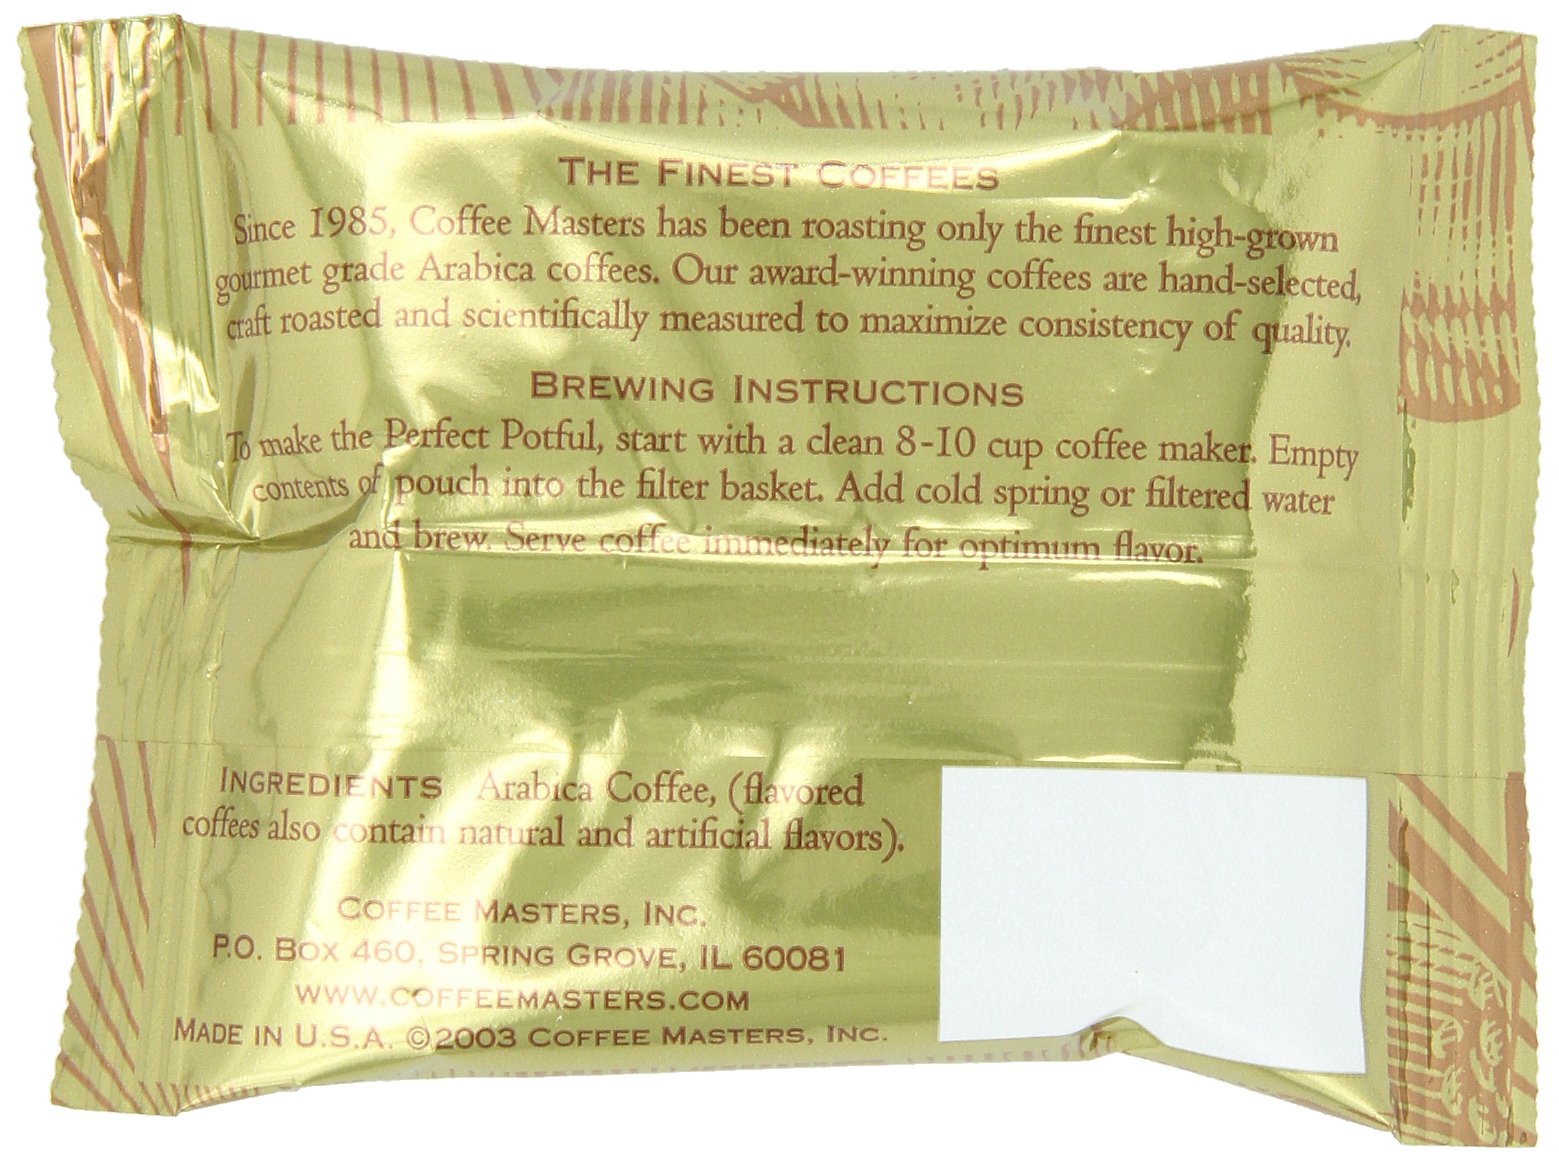 THE FINEST COFFEES
Since 1985, Coffee Masters has been roasting only the finest high-grown
gourmet grade Arabica coffees. Our award-winning coffees are hand-selected,
craft roasted and scientifically measured to maximize consistency of quality.
BREWING INSTRUCTIONS
To make the Perfect Potful, start with a clean 8-10 cup coffee maker. Empty
contents of pouch into the filter basket. Add cold spring or filtered water
and brew. Serve coffee immediately for optimum flavor.
INGREDIENTS Arabica Coffee, (flavored
coffees also contain natural and artificial flavors).
COFFEE MASTERS, INC.
P.O. BOX 460, SPRING GROVE, IL 60081
WWW.COFFEEMASTERS.COM
MADE IN U.S.A. ©2003 COFFEE MASTERS, INC.